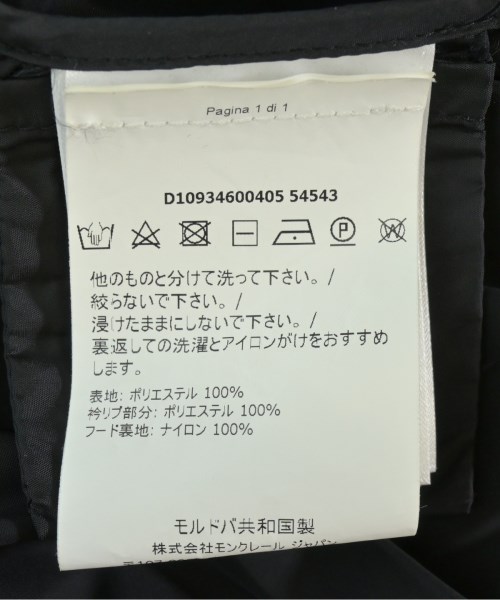 Pagina 1 di 1
D10934600405 54543
他のものと分けて洗って下さい。/
絞らないで下さい。/
浸けたままにしないで下さい。/
裏返しての洗濯とアイロンがけをおすすめ
します。
表地: ポリエステル 100%
衿リブ部分: ポリエステル 100%
フード裏地: ナイロン 100%
モルドバ共和国製
株式会社モンクレール ジャパン